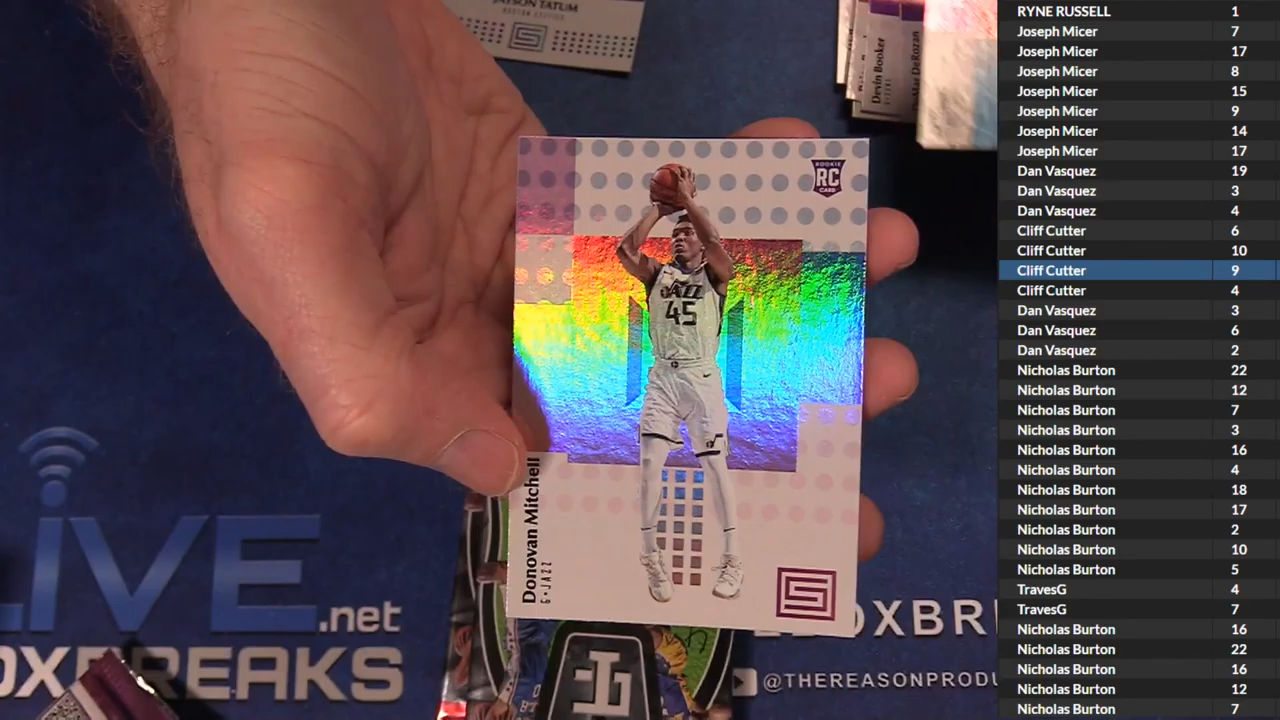 JAYSON TATUM
BOSTON CELTICS
Devin Booker
DeMar DeRozan
ROOKIE
RC
CARD
JAZZ
45
Donovan Mitchell
G • JAZZ
LiVE.net
OXBREAKS
OXBR
@THEREASONPRODU
RYNE RUSSELL 1
Joseph Micer 7
Joseph Micer 17
Joseph Micer 8
Joseph Micer 15
Joseph Micer 9
Joseph Micer 14
Joseph Micer 17
Dan Vasquez 19
Dan Vasquez 3
Dan Vasquez 4
Cliff Cutter 6
Cliff Cutter 10
Cliff Cutter 9
Cliff Cutter 4
Dan Vasquez 3
Dan Vasquez 6
Dan Vasquez 2
Nicholas Burton 22
Nicholas Burton 12
Nicholas Burton 7
Nicholas Burton 3
Nicholas Burton 16
Nicholas Burton 4
Nicholas Burton 18
Nicholas Burton 17
Nicholas Burton 2
Nicholas Burton 10
Nicholas Burton 5
TravesG 4
TravesG 7
Nicholas Burton 16
Nicholas Burton 22
Nicholas Burton 16
Nicholas Burton 12
Nicholas Burton 7